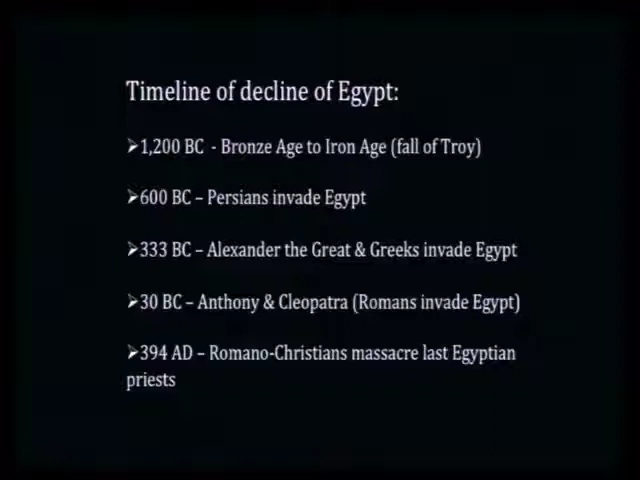 Timeline of decline of Egypt:
➢1,200 BC - Bronze Age to Iron Age (fall of Troy)
➢600 BC – Persians invade Egypt
➢333 BC – Alexander the Great & Greeks invade Egypt
➢30 BC – Anthony & Cleopatra (Romans invade Egypt)
➢394 AD – Romano-Christians massacre last Egyptian
priests